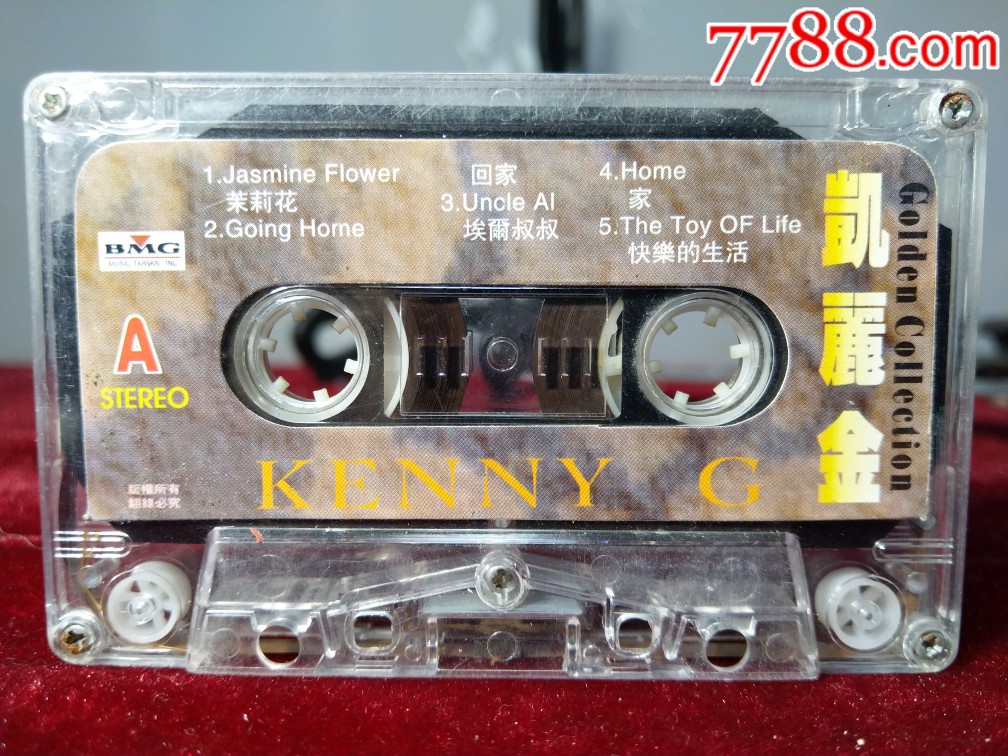 7788.com
1.Jasmine Flower
茉莉花
2.Going Home
回家
3.Uncle Al
埃爾叔叔
4.Home
家
5.The Toy OF Life
快樂的生活
BMG
MUSIC TAIWAN INC.
A
STEREO
凱麗金
Golden Collection
KENNY G
版權所有
翻錄必究